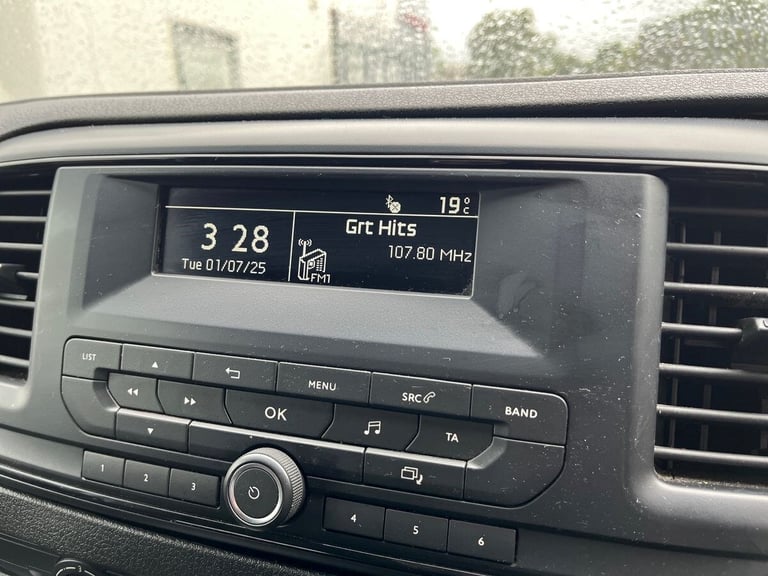 19°C
3 28
Tue 01/07/25
Grt Hits
107.80 MHz
FM1
LIST
MENU
SRC
BAND
OK
TA
1
2
3
4
5
6